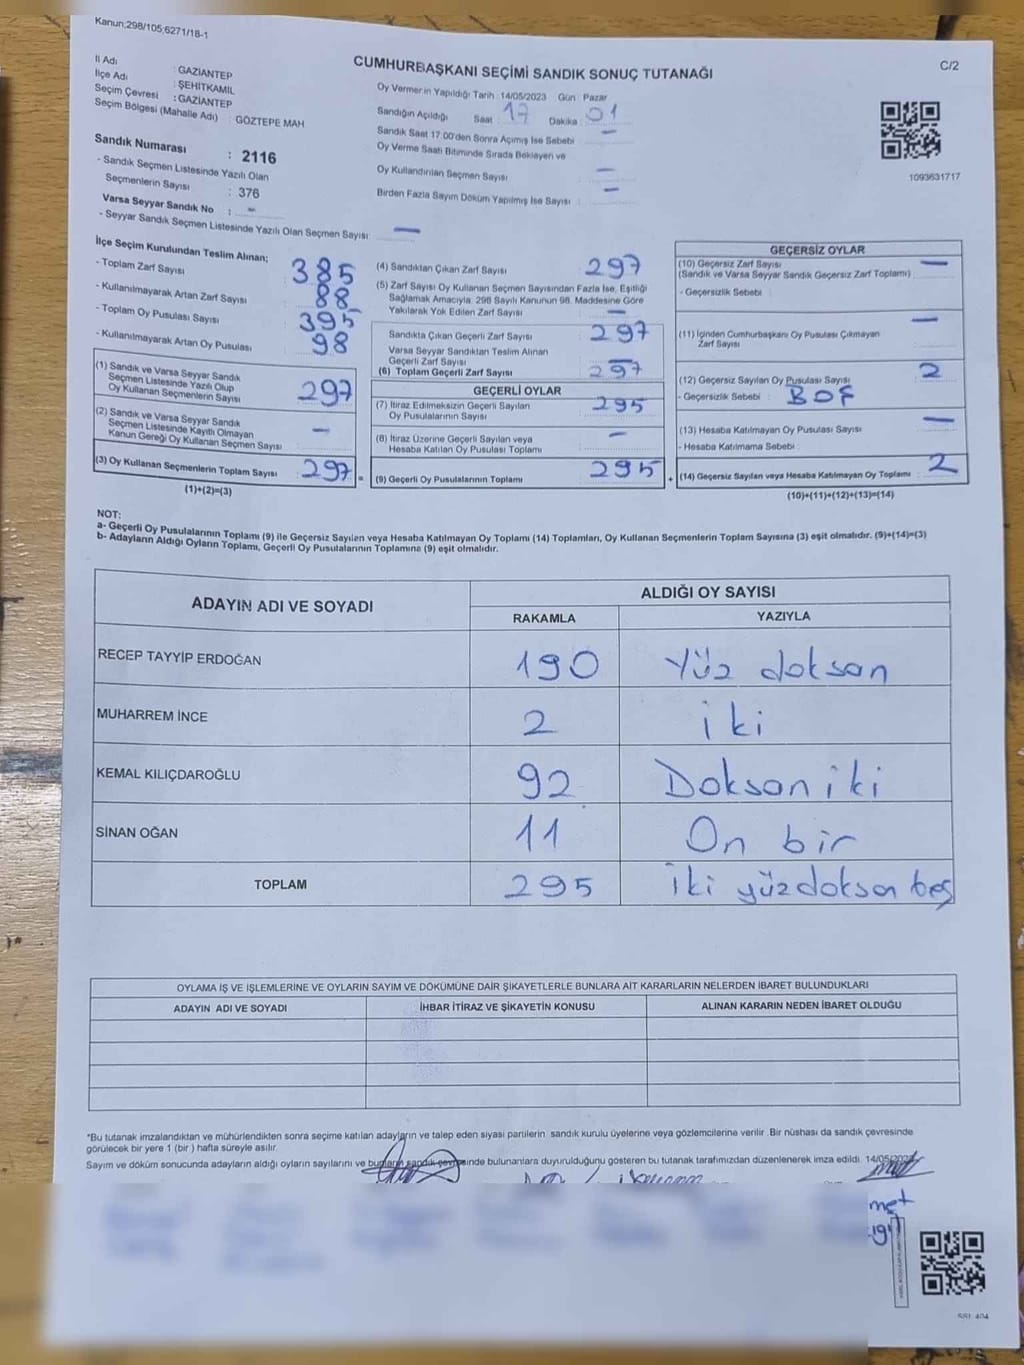 Kanun;298/105;6271/18-1
CUMHURBAŞKANI SEÇİMİ SANDIK SONUÇ TUTANAĞI
C/2
İl Adı : GAZİANTEP
İlçe Adı : ŞEHİTKAMİL
Seçim Çevresi : GAZİANTEP
Seçim Bölgesi (Mahalle Adı) : GÖZTEPE MAH
Oy Vermenin Yapıldığı Tarih : 14/05/2023 Gün : Pazar
Sandığın Açıldığı Saat : 17 Dakika : 01
Sandık Saat 17:00'den Sonra Açımış İse Sebebi : —
Oy Verme Saati Bitiminde Sırada Bekleyen ve
Oy Kullandırılan Seçmen Sayısı : —
Birden Fazla Sayım Döküm Yapılmış İse Sayısı : —
1093631717
Sandık Numarası : 2116
- Sandık Seçmen Listesinde Yazılı Olan
Seçmenlerin Sayısı : 376
Varsa Seyyar Sandık No : -
- Seyyar Sandık Seçmen Listesinde Yazılı Olan Seçmen Sayısı : —
İlçe Seçim Kurulundan Teslim Alınan;
- Toplam Zarf Sayısı : 385
- Kullanılmayarak Artan Zarf Sayısı : 88
- Toplam Oy Pusulası Sayısı : 395
- Kullanılmayarak Artan Oy Pusulası : 98
(1) Sandık ve Varsa Seyyar Sandık
Seçmen Listesinde Yazılı Olup
Oy Kullanan Seçmenlerin Sayısı : 297
(2) Sandık ve Varsa Seyyar Sandık
Seçmen Listesinde Kayıtlı Olmayan
Kanun Gereği Oy Kullanan Seçmen Sayısı : —
(3) Oy Kullanan Seçmenlerin Toplam Sayısı : 297 =
(1)+(2)=(3)
(4) Sandıktan Çıkan Zarf Sayısı : 297
(5) Zarf Sayısı Oy Kullanan Seçmen Sayısından Fazla İse, Eşitliği
Sağlamak Amacıyla; 298 Sayılı Kanunun 98. Maddesine Göre
Yakılarak Yok Edilen Zarf Sayısı : —
Sandıkta Çıkan Geçerli Zarf Sayısı : 297
Varsa Seyyar Sandıktan Teslim Alınan
Geçerli Zarf Sayısı : —
(6) Toplam Geçerli Zarf Sayısı : 297
GEÇERLİ OYLAR
(7) İtiraz Edilmeksizin Geçerli Sayılan
Oy Pusulalarının Sayısı : 295
(8) İtiraz Üzerine Geçerli Sayılan veya
Hesaba Katılan Oy Pusulası Toplamı : —
(9) Geçerli Oy Pusulalarının Toplamı : 295 +
GEÇERSİZ OYLAR
(10) Geçersiz Zarf Sayısı : —
(Sandık ve Varsa Seyyar Sandık Geçersiz Zarf Toplamı)
- Geçersizlik Sebebi :
(11) İçinden Cumhurbaşkanı Oy Pusulası Çıkmayan : —
Zarf Sayısı
(12) Geçersiz Sayılan Oy Pusulası Sayısı : 2
- Geçersizlik Sebebi : BOŞ
(13) Hesaba Katılmayan Oy Pusulası Sayısı : —
- Hesaba Katılmama Sebebi :
(14) Geçersiz Sayılan veya Hesaba Katılmayan Oy Toplamı : 2
(10)+(11)+(12)+(13)=(14)
NOT:
a- Geçerli Oy Pusulalarının Toplamı (9) ile Geçersiz Sayılan veya Hesaba Katılmayan Oy Toplamı (14) Toplamları, Oy Kullanan Seçmenlerin Toplam Sayısına (3) eşit olmalıdır. (9)+(14)=(3)
b- Adayların Aldığı Oyların Toplamı, Geçerli Oy Pusulalarının Toplamına (9) eşit olmalıdır.
ADAYIN ADI VE SOYADI ALDIĞI OY SAYISI
RAKAMLA YAZIYLA
RECEP TAYYİP ERDOĞAN 190 Yüz doksan
MUHARREM İNCE 2 iki
KEMAL KILIÇDAROĞLU 92 Doksan iki
SİNAN OĞAN 11 On bir
TOPLAM 295 İki yüzdoksan beş
OYLAMA İŞ VE İŞLEMLERİNE VE OYLARIN SAYIM VE DÖKÜMÜNE DAİR ŞİKAYETLERLE BUNLARA AİT KARARLARIN NELERDEN İBARET BULUNDUKLARI
ADAYIN ADI VE SOYADI İHBAR İTİRAZ VE ŞİKAYETİN KONUSU ALINAN KARARIN NEDEN İBARET OLDUĞU
*Bu tutanak imzalandıktan ve mühürlendikten sonra seçime katılan adayların ve talep eden siyasi partilerin sandık kurulu üyelerine veya gözlemcilerine verilir. Bir nüshası da sandık çevresinde
görülecek bir yere 1 (bir ) hafta süreyle asılır.
Sayım ve döküm sonucunda adayların aldığı oyların sayılarını ve bunların sandık çevresinde bulunanlara duyurulduğunu gösteren bu tutanak tarafımızdan düzenlenerek imza edildi. 14/05/2023